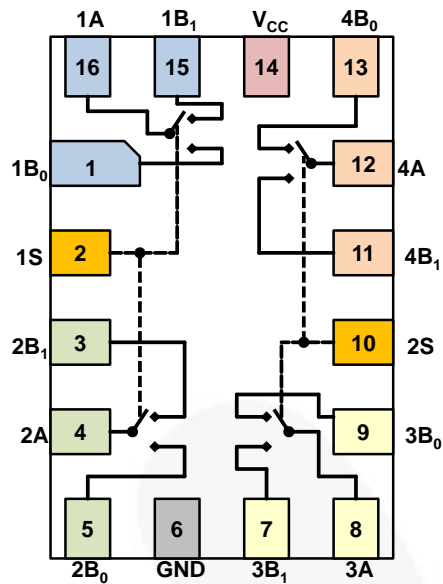 1A 1B₁ V_CC 4B₀
16 15 14 13
1B₀ 1 12 4A
1S 2 11 4B₁
2B₁ 3 10 2S
2A 4 9 3B₀
5 6 7 8
2B₀ GND 3B₁ 3A